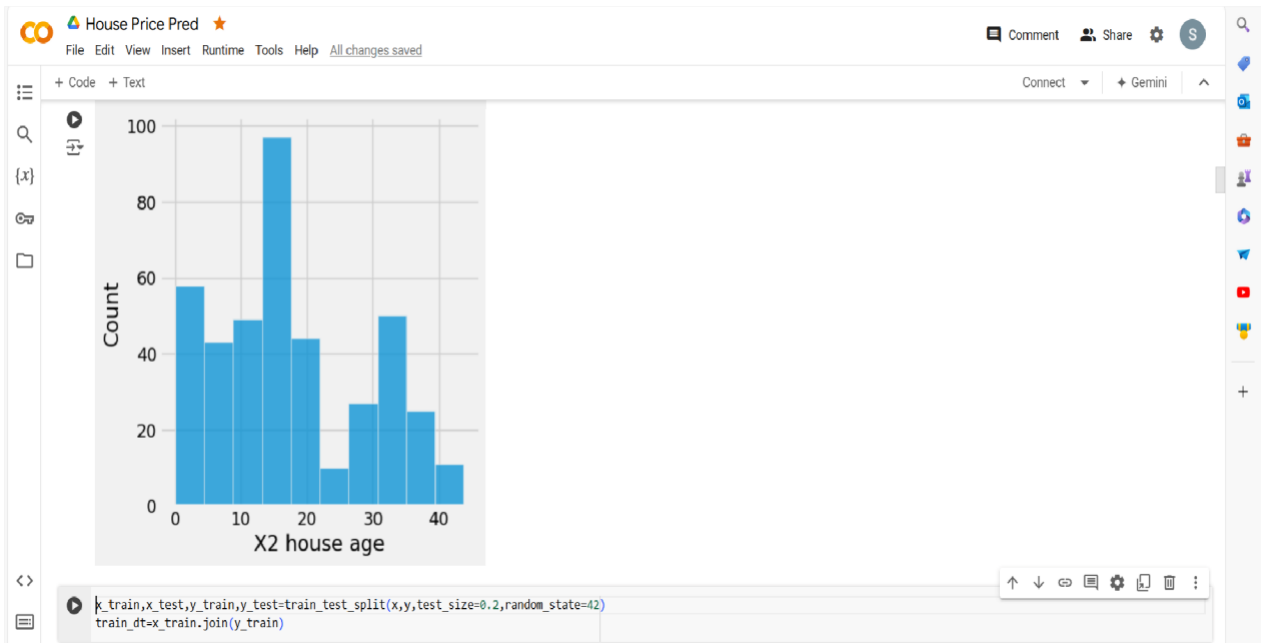 House Price Pred
File Edit View Insert Runtime Tools Help All changes saved
Comment
Share
S
+ Code + Text
Connect
Gemini
{x}
100
80
60
40
20
0
Count
0 10 20 30 40
X2 house age
x_train,x_test,y_train,y_test=train_test_split(x,y,test_size=0.2,random_state=42)
train_dt=x_train.join(y_train)